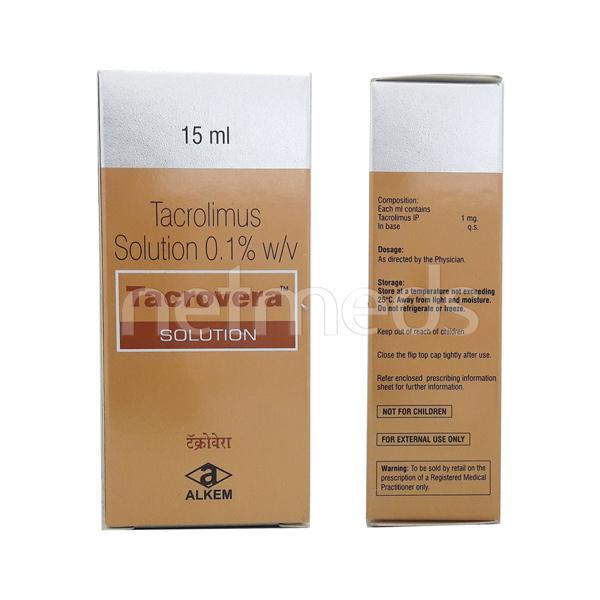 15 ml
Tacrolimus
Solution 0.1% w/v
Tacrovera™
SOLUTION
टॅक्रोवेरा
a
ALKEM
Composition:
Each ml contains
Tacrolimus IP 1 mg.
In base q.s.
Dosage:
As directed by the Physician.
Storage:
Store at a temperature not exceeding
25°C. Away from light and moisture.
Do not refrigerate or freeze.
Keep out of reach of children.
Close the flip top cap tightly after use.
Refer enclosed prescribing information
sheet for further information.
NOT FOR CHILDREN
FOR EXTERNAL USE ONLY
Warning: To be sold by retail on the
prescription of a Registered Medical
Practitioner only.
netmeds